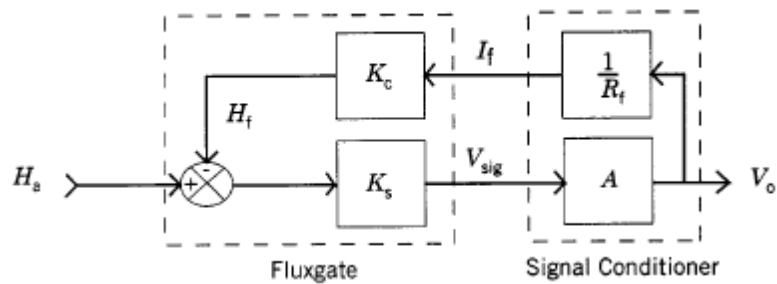 K_c
I_f
1
R_f
H_f
H_a
+
-
K_s
V_sig
A
V_o
Fluxgate
Signal Conditioner